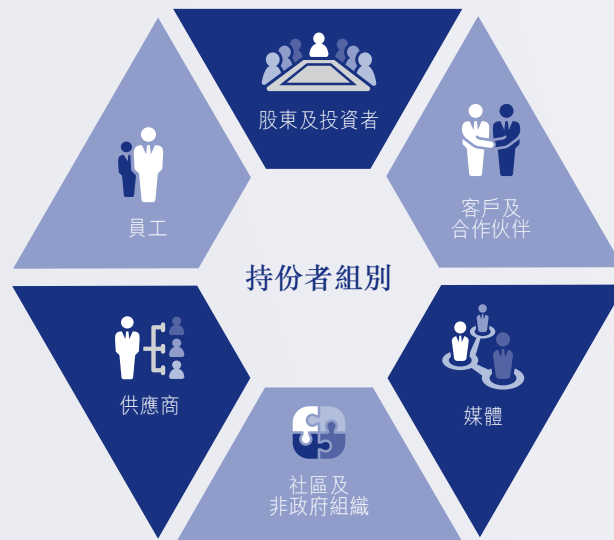 股東及投資者
員工
客戶及
合作伙伴
持份者組別
供應商
媒體
社區及
非政府組織